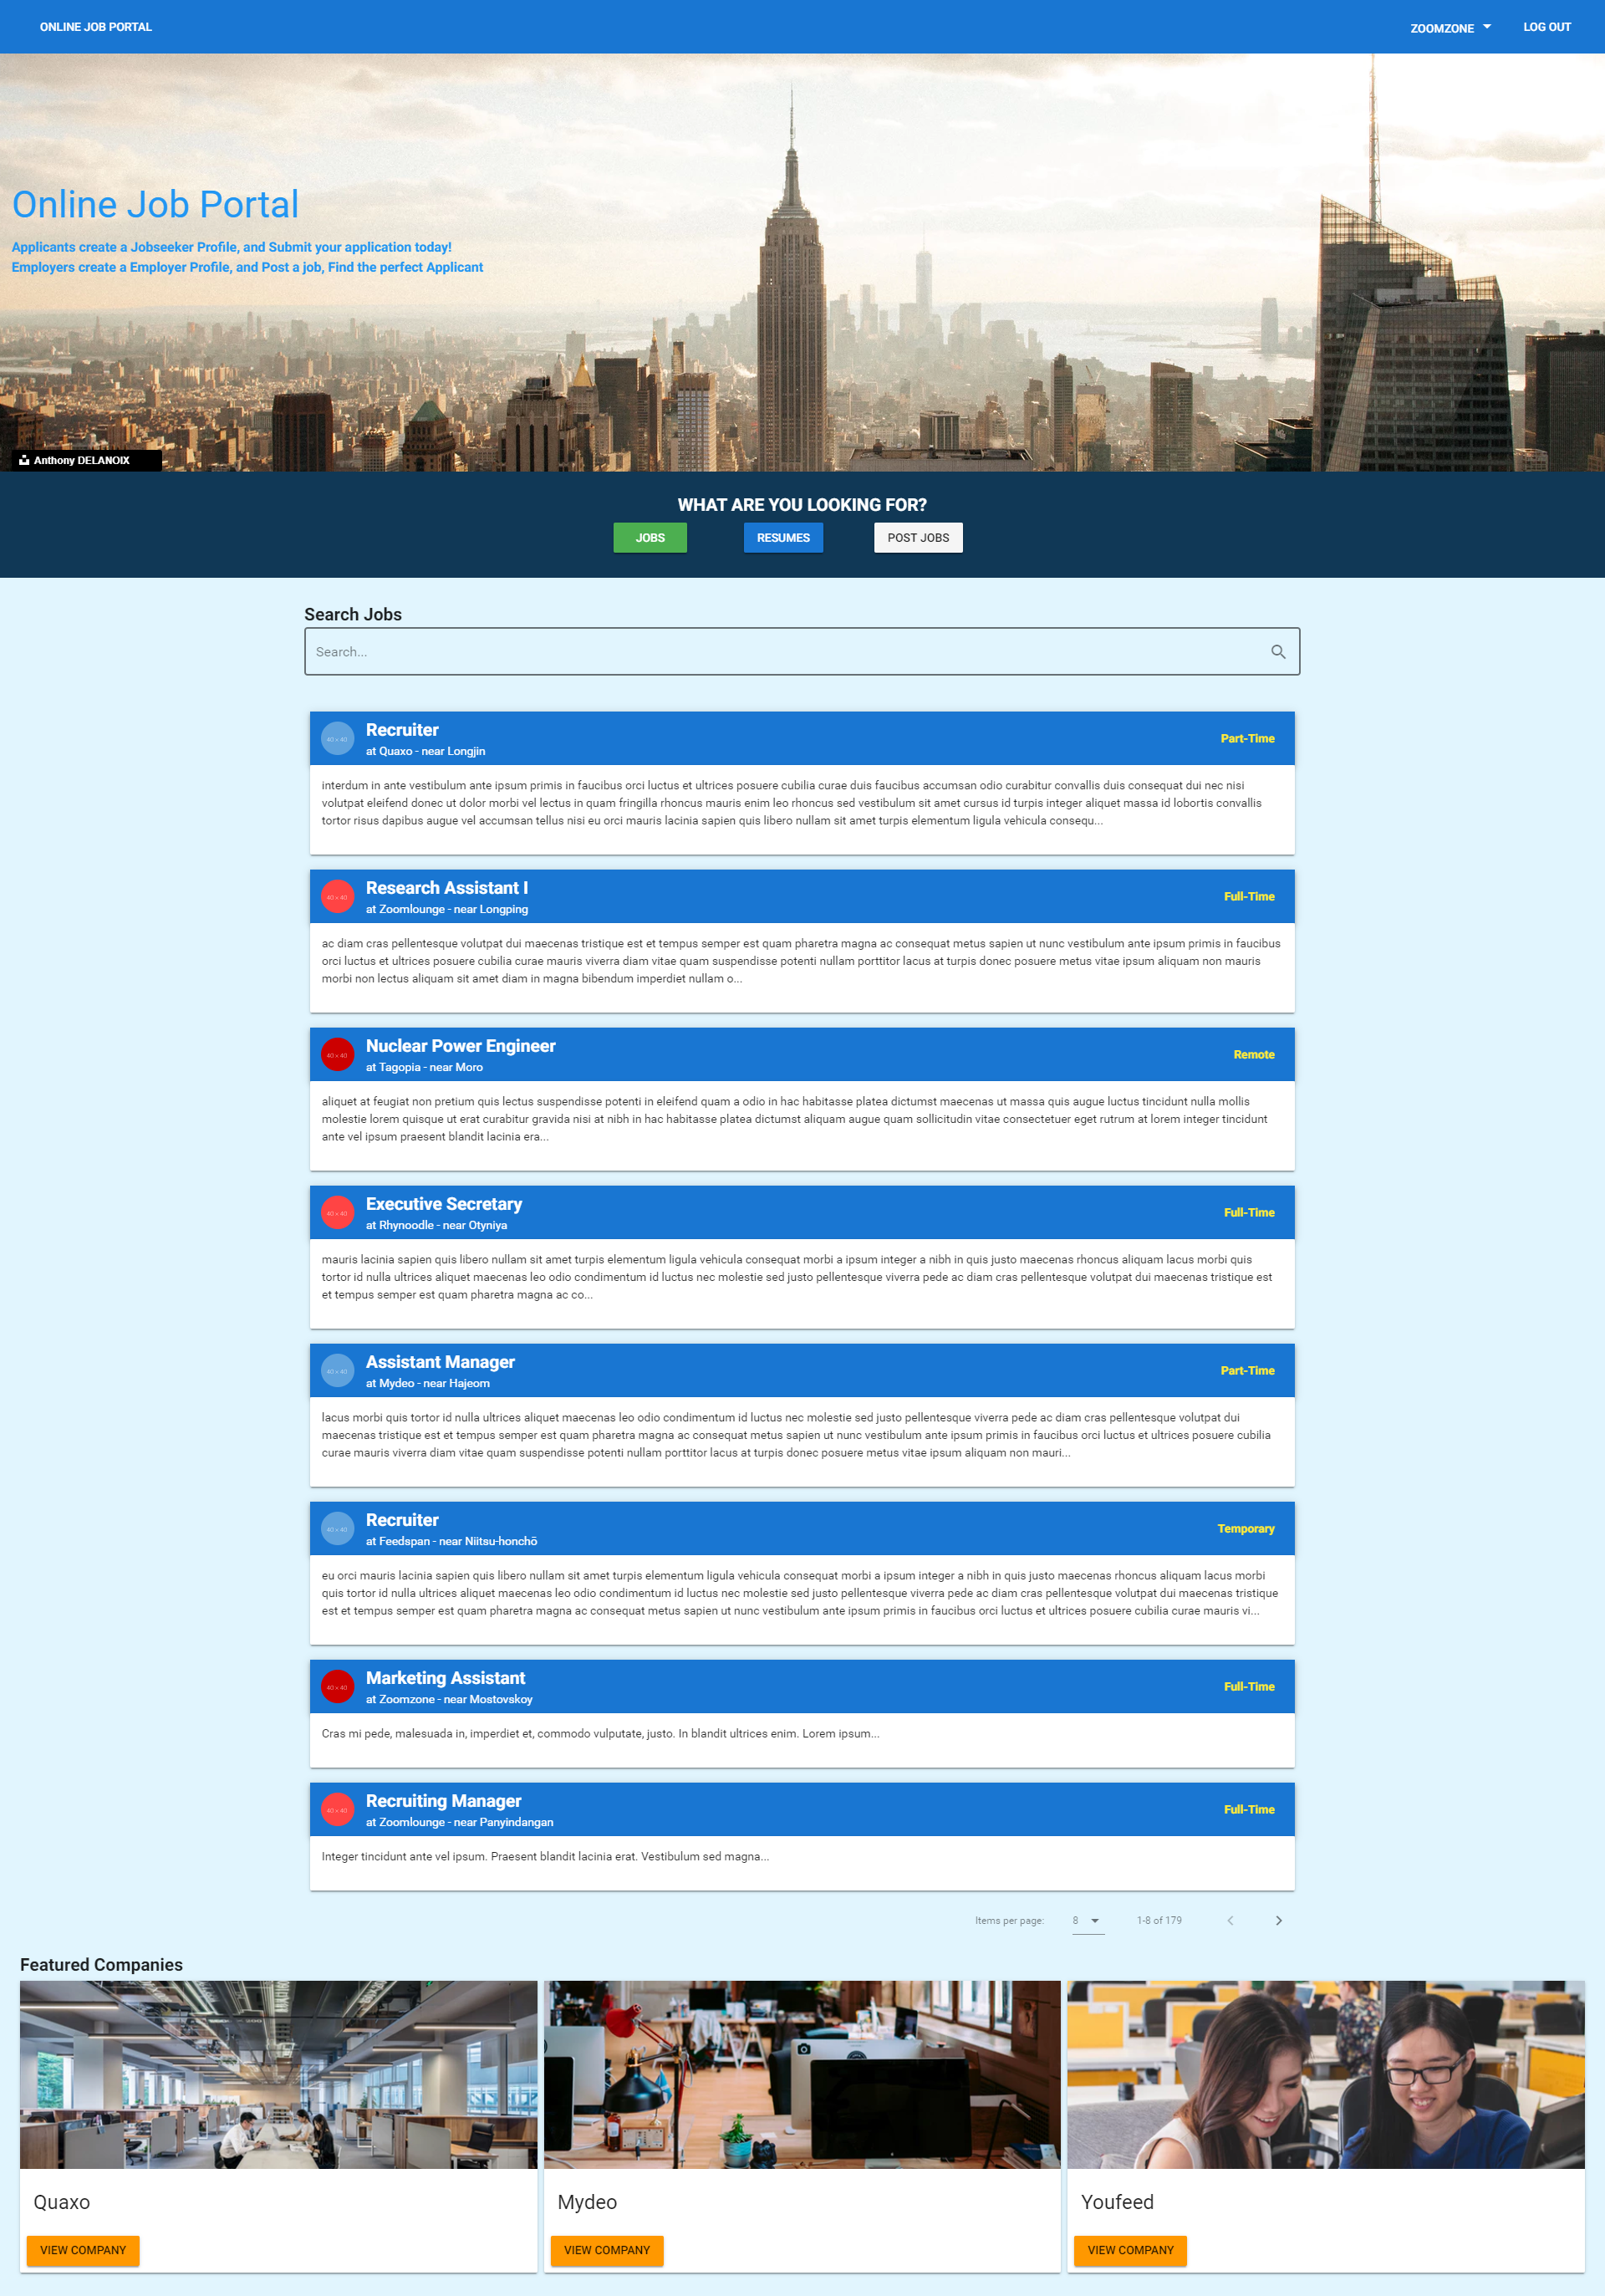 ONLINE JOB PORTAL
ZOOMZONE
LOG OUT
Online Job Portal
Applicants create a Jobseeker Profile, and Submit your application today!
Employers create a Employer Profile, and Post a job, Find the perfect Applicant
Anthony DELANOIX
WHAT ARE YOU LOOKING FOR?
JOBS
RESUMES
POST JOBS
Search Jobs
Search...
40 × 40
Recruiter
at Quaxo - near Longjin
Part-Time
interdum in ante vestibulum ante ipsum primis in faucibus orci luctus et ultrices posuere cubilia curae duis faucibus accumsan odio curabitur convallis duis consequat dui nec nisi
volutpat eleifend donec ut dolor morbi vel lectus in quam fringilla rhoncus mauris enim leo rhoncus sed vestibulum sit amet cursus id turpis integer aliquet massa id lobortis convallis
tortor risus dapibus augue vel accumsan tellus nisi eu orci mauris lacinia sapien quis libero nullam sit amet turpis elementum ligula vehicula consequ...
40 × 40
Research Assistant I
at Zoomlounge - near Longping
Full-Time
ac diam cras pellentesque volutpat dui maecenas tristique est et tempus semper est quam pharetra magna ac consequat metus sapien ut nunc vestibulum ante ipsum primis in faucibus
orci luctus et ultrices posuere cubilia curae mauris viverra diam vitae quam suspendisse potenti nullam porttitor lacus at turpis donec posuere metus vitae ipsum aliquam non mauris
morbi non lectus aliquam sit amet diam in magna bibendum imperdiet nullam o...
40 × 40
Nuclear Power Engineer
at Tagopia - near Moro
Remote
aliquet at feugiat non pretium quis lectus suspendisse potenti in eleifend quam a odio in hac habitasse platea dictumst maecenas ut massa quis augue luctus tincidunt nulla mollis
molestie lorem quisque ut erat curabitur gravida nisi at nibh in hac habitasse platea dictumst aliquam augue quam sollicitudin vitae consectetuer eget rutrum at lorem integer tincidunt
ante vel ipsum praesent blandit lacinia era...
40 × 40
Executive Secretary
at Rhynoodle - near Otyniya
Full-Time
mauris lacinia sapien quis libero nullam sit amet turpis elementum ligula vehicula consequat morbi a ipsum integer a nibh in quis justo maecenas rhoncus aliquam lacus morbi quis
tortor id nulla ultrices aliquet maecenas leo odio condimentum id luctus nec molestie sed justo pellentesque viverra pede ac diam cras pellentesque volutpat dui maecenas tristique est
et tempus semper est quam pharetra magna ac co...
40 × 40
Assistant Manager
at Mydeo - near Hajeom
Part-Time
lacus morbi quis tortor id nulla ultrices aliquet maecenas leo odio condimentum id luctus nec molestie sed justo pellentesque viverra pede ac diam cras pellentesque volutpat dui
maecenas tristique est et tempus semper est quam pharetra magna ac consequat metus sapien ut nunc vestibulum ante ipsum primis in faucibus orci luctus et ultrices posuere cubilia
curae mauris viverra diam vitae quam suspendisse potenti nullam porttitor lacus at turpis donec posuere metus vitae ipsum aliquam non mauri...
40 × 40
Recruiter
at Feedspan - near Niitsu-honchō
Temporary
eu orci mauris lacinia sapien quis libero nullam sit amet turpis elementum ligula vehicula consequat morbi a ipsum integer a nibh in quis justo maecenas rhoncus aliquam lacus morbi
quis tortor id nulla ultrices aliquet maecenas leo odio condimentum id luctus nec molestie sed justo pellentesque viverra pede ac diam cras pellentesque volutpat dui maecenas tristique
est et tempus semper est quam pharetra magna ac consequat metus sapien ut nunc vestibulum ante ipsum primis in faucibus orci luctus et ultrices posuere cubilia curae mauris vi...
40 × 40
Marketing Assistant
at Zoomzone - near Mostovskoy
Full-Time
Cras mi pede, malesuada in, imperdiet et, commodo vulputate, justo. In blandit ultrices enim. Lorem ipsum...
40 × 40
Recruiting Manager
at Zoomlounge - near Panyindangan
Full-Time
Integer tincidunt ante vel ipsum. Praesent blandit lacinia erat. Vestibulum sed magna...
Items per page:
8
1-8 of 179
Featured Companies
Quaxo
VIEW COMPANY
Mydeo
VIEW COMPANY
Youfeed
VIEW COMPANY